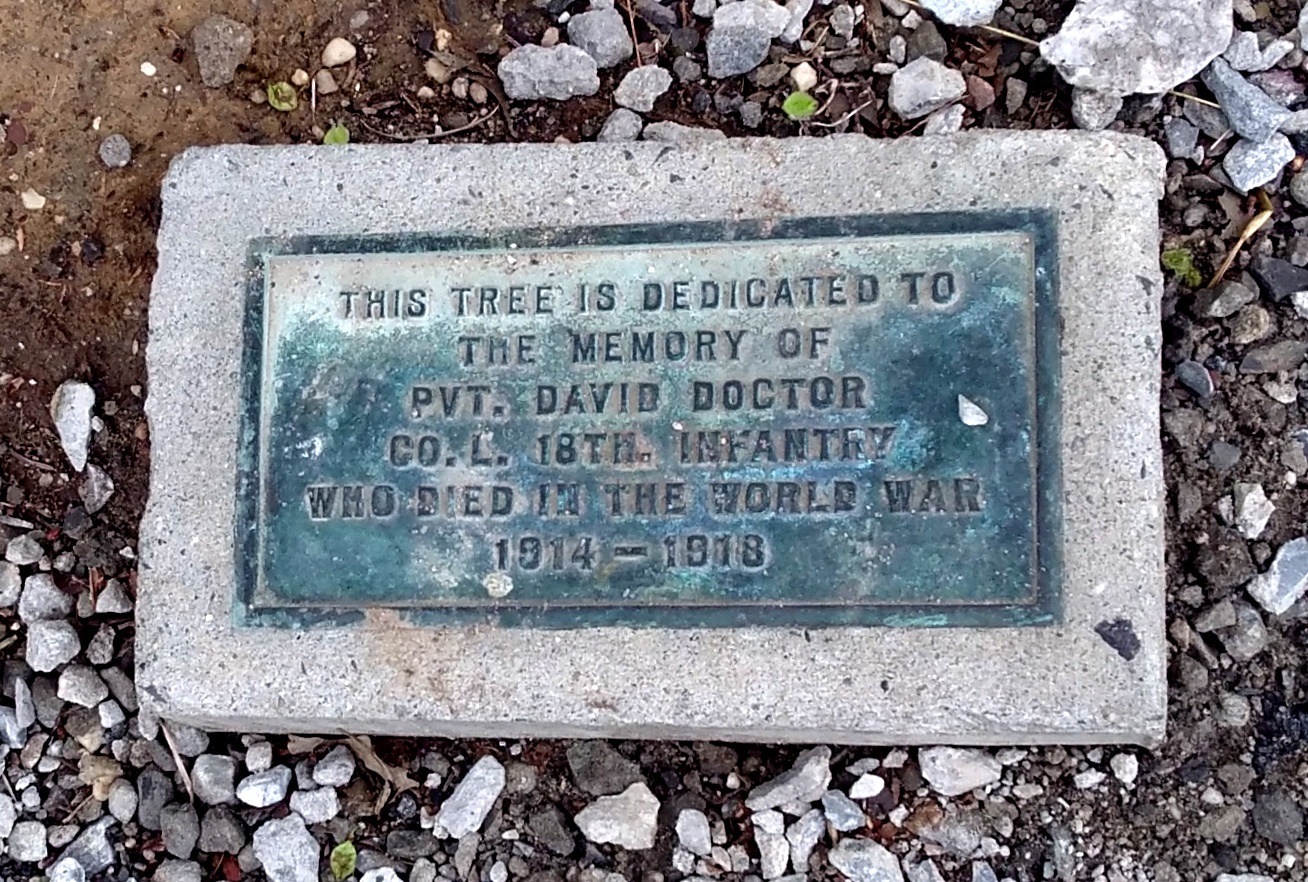 THIS TREE IS DEDICATED TO
THE MEMORY OF
PVT. DAVID DOCTOR
CO. L. 18TH. INFANTRY
WHO DIED IN THE WORLD WAR
1914 – 1918